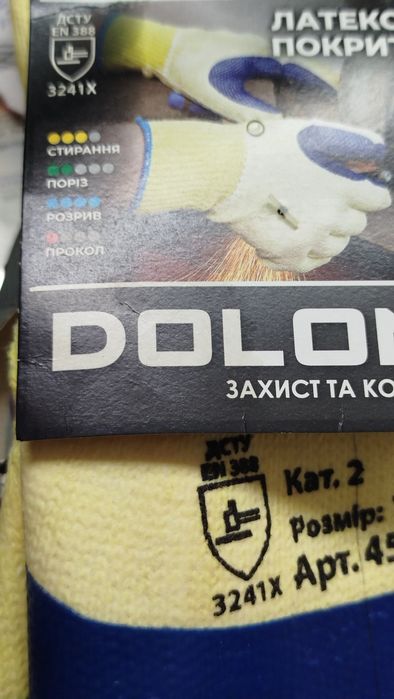 ДСТУ
EN 388
3241X
ЛАТЕКС
ПОКРИТ
СТИРАННЯ
ПОРІЗ
РОЗРИВ
ПРОКОЛ
DOLON
ЗАХИСТ ТА КО
ДСТУ
EN 388
3241X
Кат. 2
Розмір:
Арт. 45